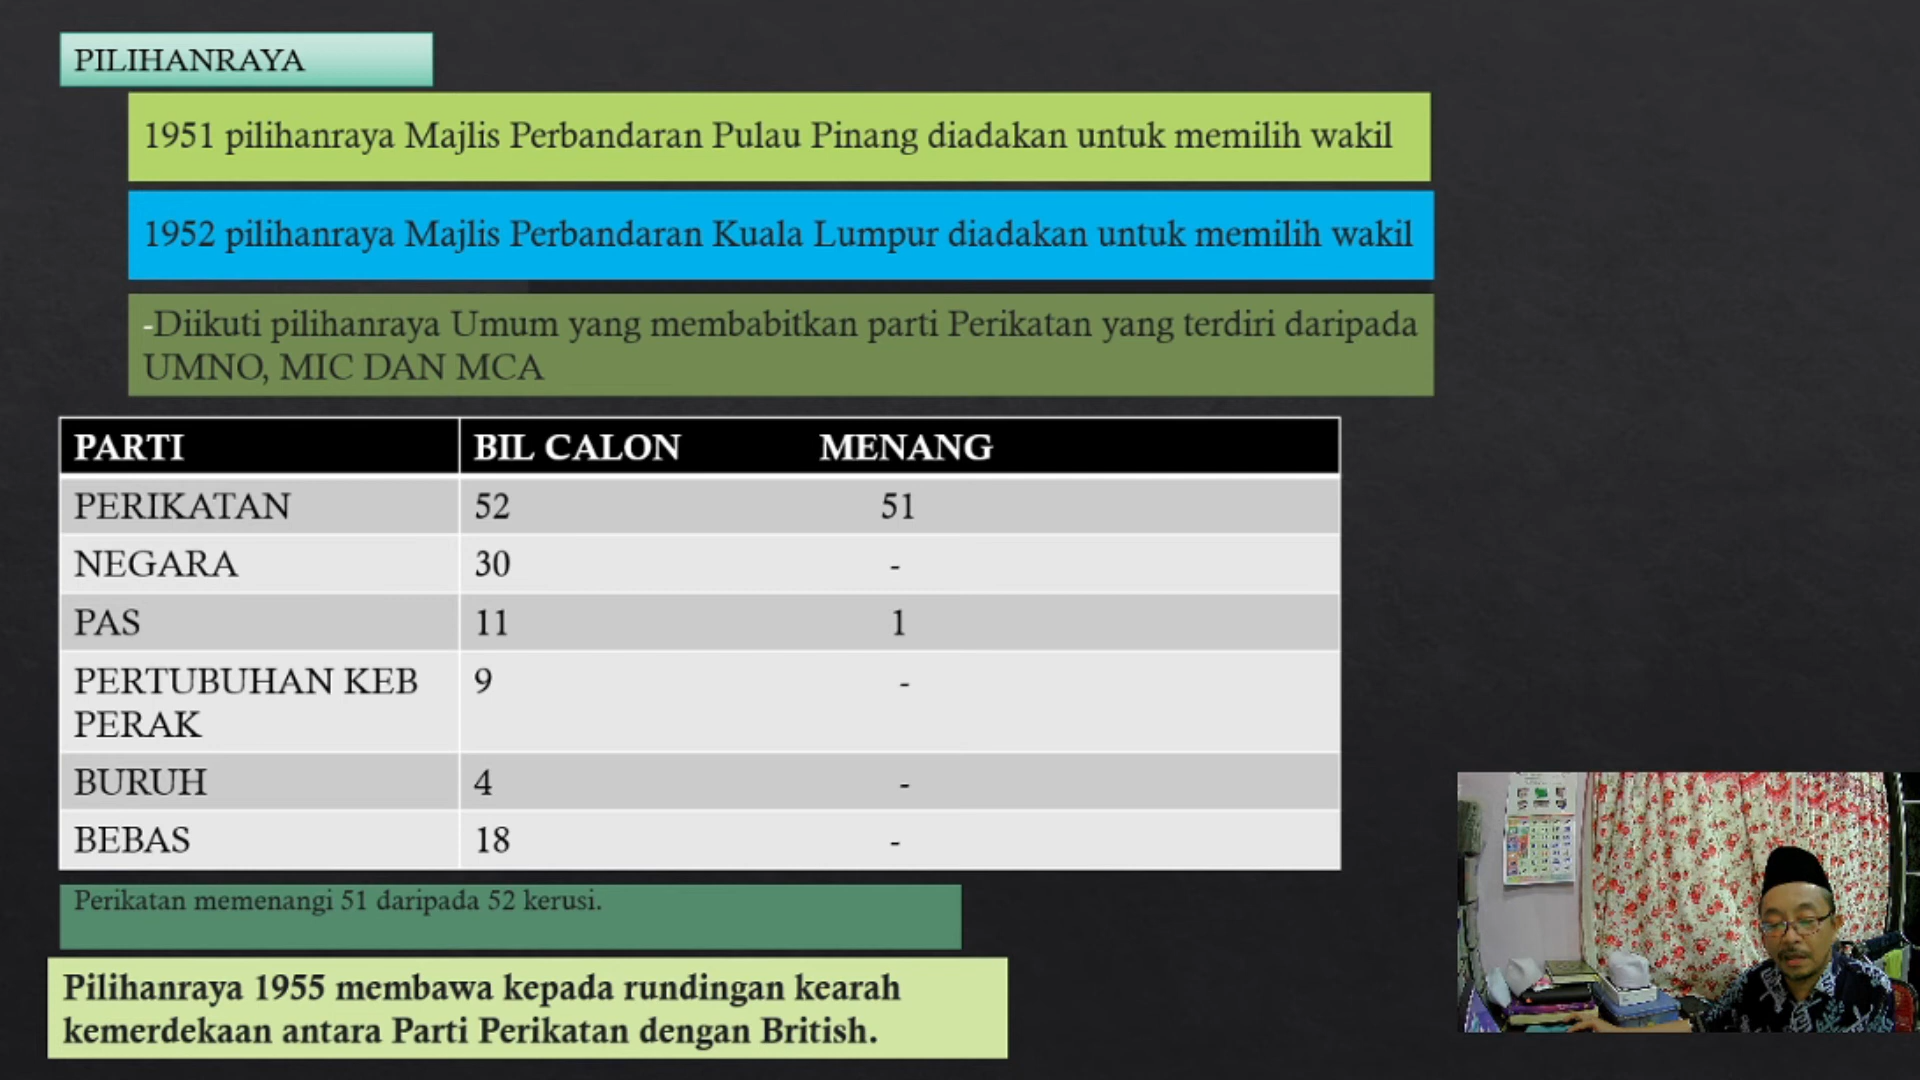 PILIHANRAYA
1951 pilihanraya Majlis Perbandaran Pulau Pinang diadakan untuk memilih wakil
1952 pilihanraya Majlis Perbandaran Kuala Lumpur diadakan untuk memilih wakil
-Diikuti pilihanraya Umum yang membabitkan parti Perikatan yang terdiri daripada
UMNO, MIC DAN MCA
PARTI BIL CALON MENANG
PERIKATAN 52 51
NEGARA 30 -
PAS 11 1
PERTUBUHAN KEB 9 -
PERAK
BURUH 4 -
BEBAS 18 -
Perikatan memenangi 51 daripada 52 kerusi.
Pilihanraya 1955 membawa kepada rundingan kearah
kemerdekaan antara Parti Perikatan dengan British.